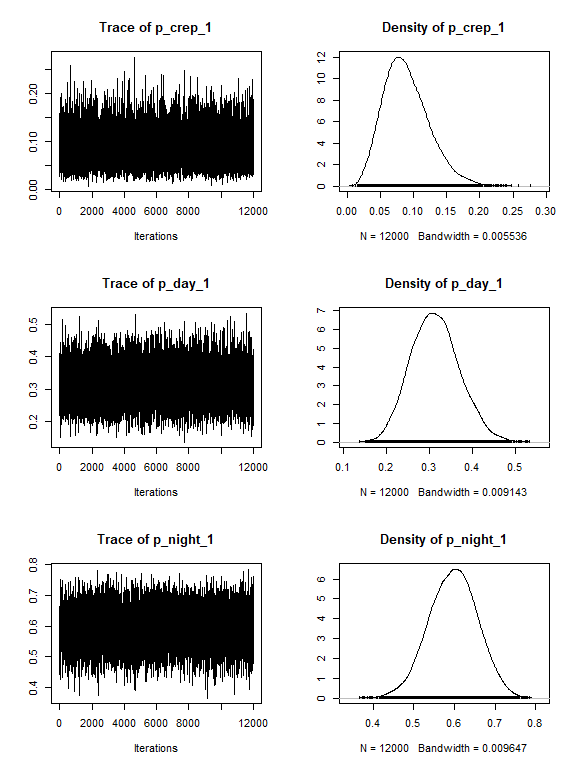 Trace of p_crep_1
0.00 0.10 0.20
0 2000 4000 6000 8000 12000
Iterations
Density of p_crep_1
0 2 4 6 8 10 12
0.00 0.05 0.10 0.15 0.20 0.25 0.30
N = 12000 Bandwidth = 0.005536
Trace of p_day_1
0.2 0.3 0.4 0.5
0 2000 4000 6000 8000 12000
Iterations
Density of p_day_1
0 1 2 3 4 5 6 7
0.1 0.2 0.3 0.4 0.5
N = 12000 Bandwidth = 0.009143
Trace of p_night_1
0.4 0.5 0.6 0.7 0.8
0 2000 4000 6000 8000 12000
Iterations
Density of p_night_1
0 1 2 3 4 5 6
0.4 0.5 0.6 0.7 0.8
N = 12000 Bandwidth = 0.009647